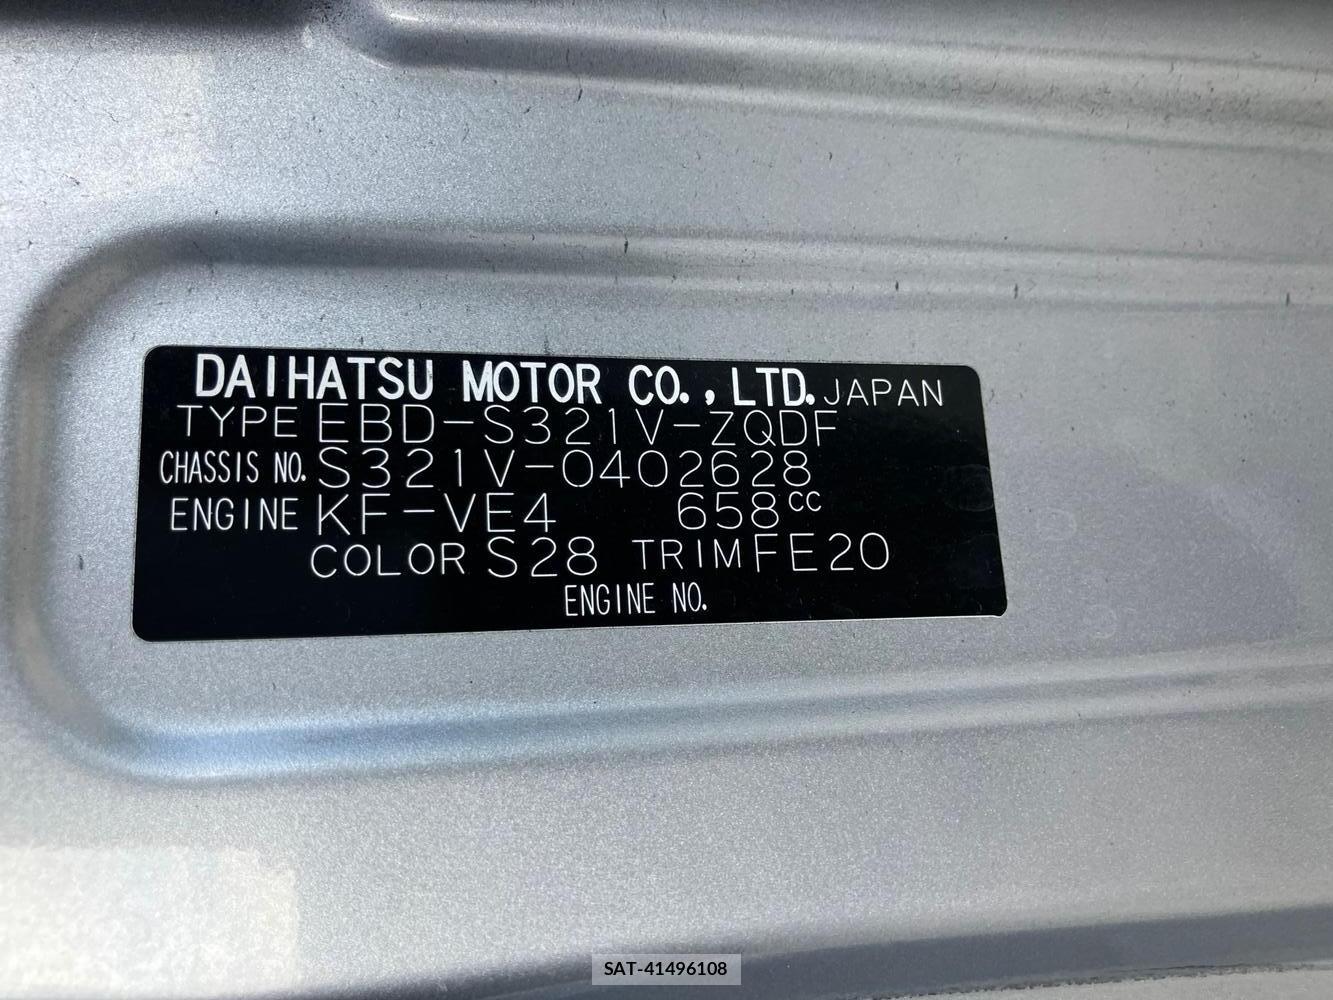 DAIHATSU MOTOR CO., LTD. JAPAN
TYPE EBD-S321V-ZQDF
CHASSIS NO. S321V-0402628
ENGINE KF-VE4 658cc
COLOR S28 TRIM FE20
ENGINE NO.
SAT-41496108